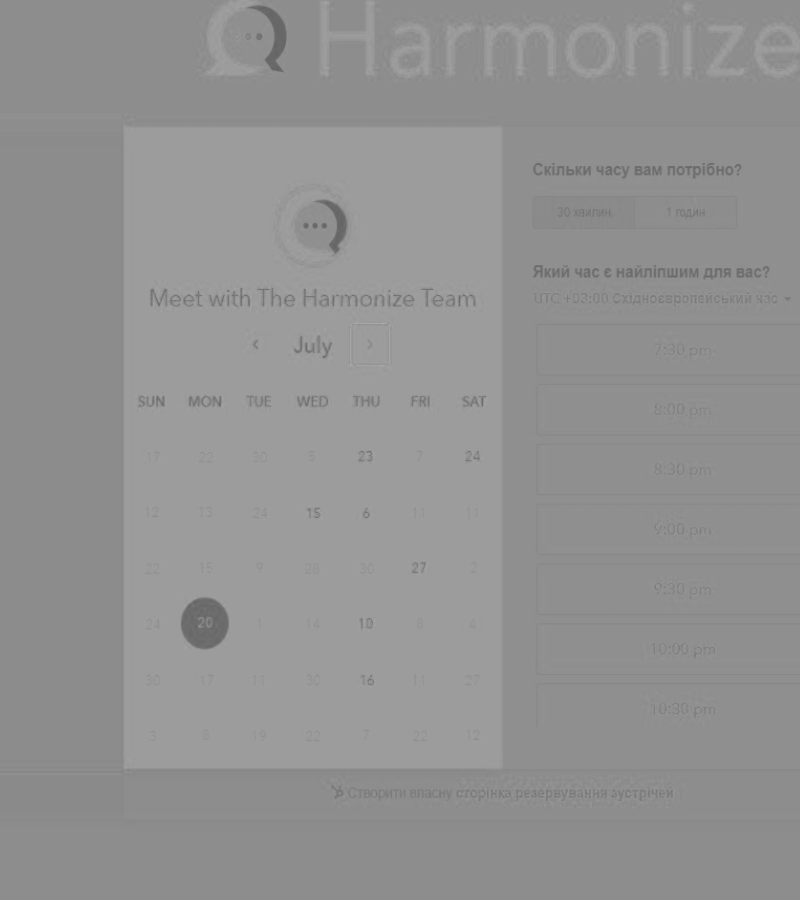 Harmonize
Meet with The Harmonize Team
July
SUN MON TUE WED THU FRI SAT
17 22 30 5 23 7 24
12 13 24 15 6 11 11
22 15 9 28 30 27 2
24 20 1 14 10 8 4
30 17 11 30 16 11 27
3 8 19 22 7 22 12
Скільки часу вам потрібно?
30 хвилин 1 годин
Який час є найліпшим для вас?
UTC +03:00 Східноєвропейський час
7:30 pm
8:00 pm
8:30 pm
9:00 pm
9:30 pm
10:00 pm
10:30 pm
Створити власну сторінка резервування зустрічей